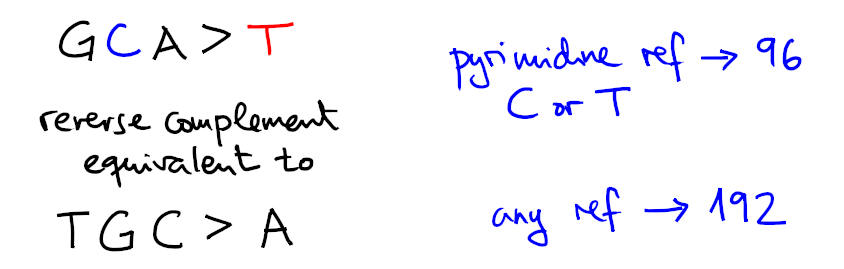 GCA > T
reverse complement
equivalent to
TGC > A
pyrimidine ref → 96
C or T
any ref → 192